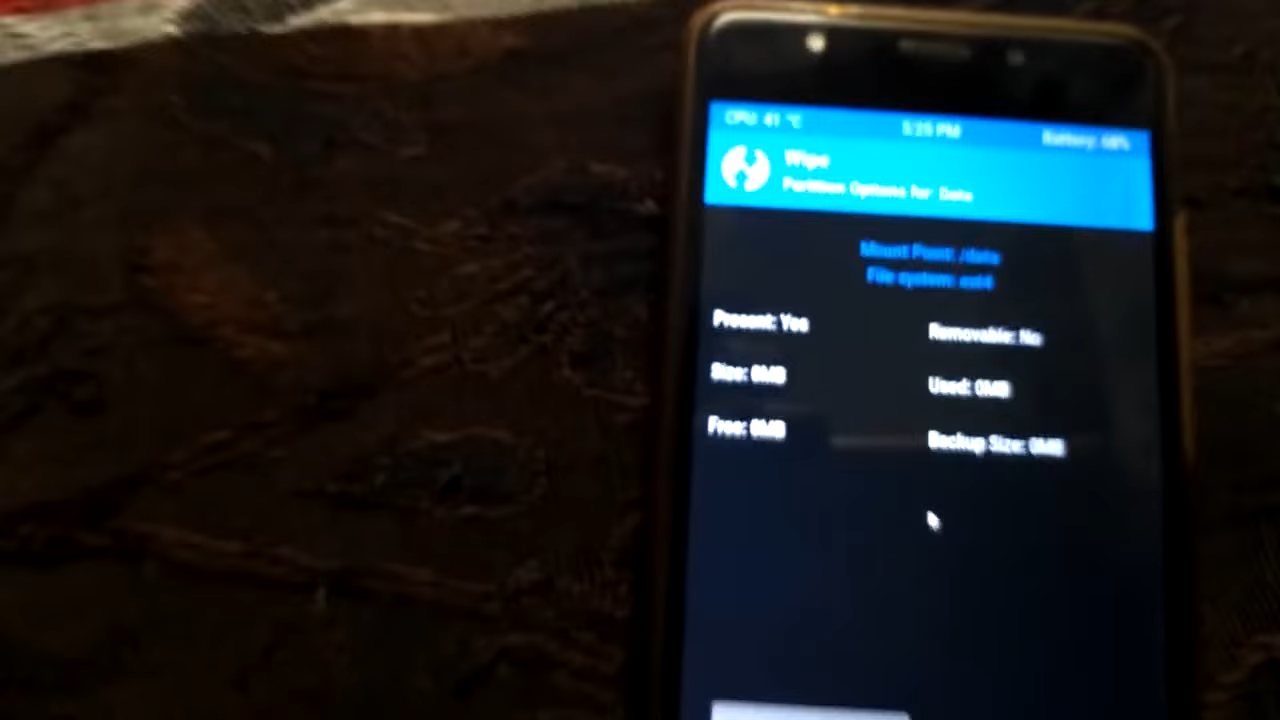 CPU: 41 °C 5:25 PM Battery: 68%
Wipe
Partition Options for: Data
Mount Point: /data
File system: ext4
Present: Yes Removable: No
Size: 0MB Used: 0MB
Free: 0MB Backup Size: 0MB